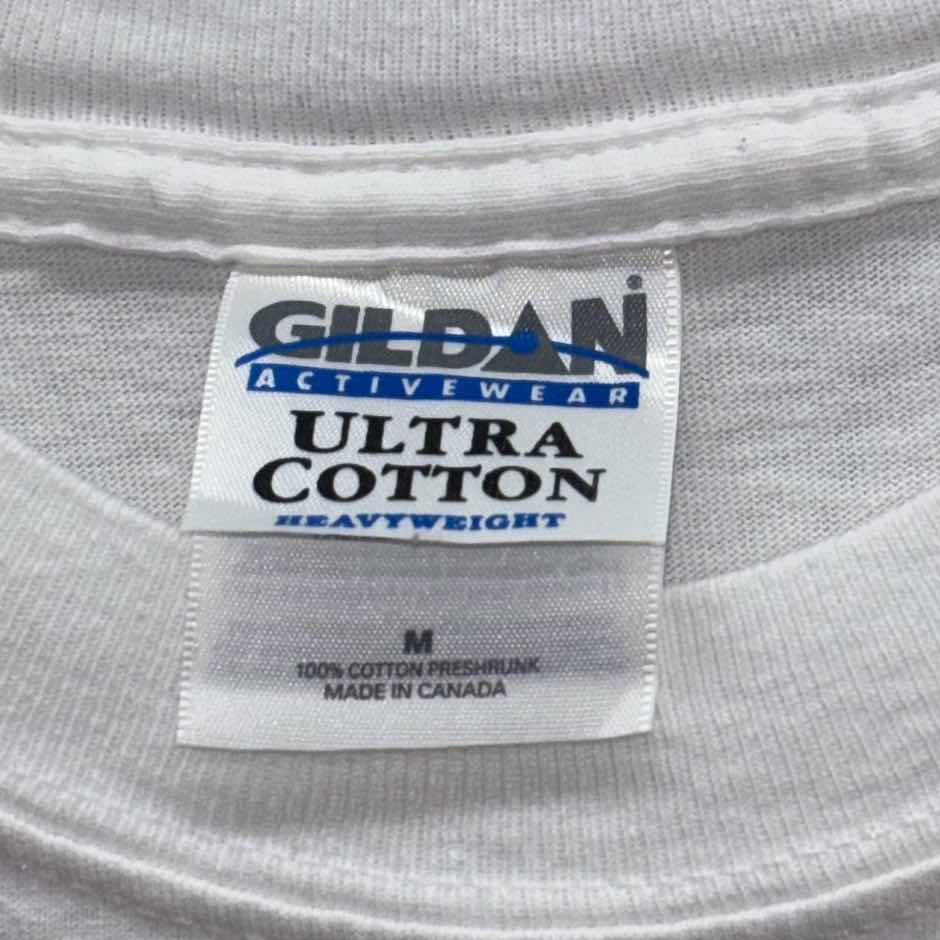 GILDAN®
ACTIVEWEAR
ULTRA
COTTON
HEAVYWEIGHT
M
100% COTTON PRESHRUNK
MADE IN CANADA